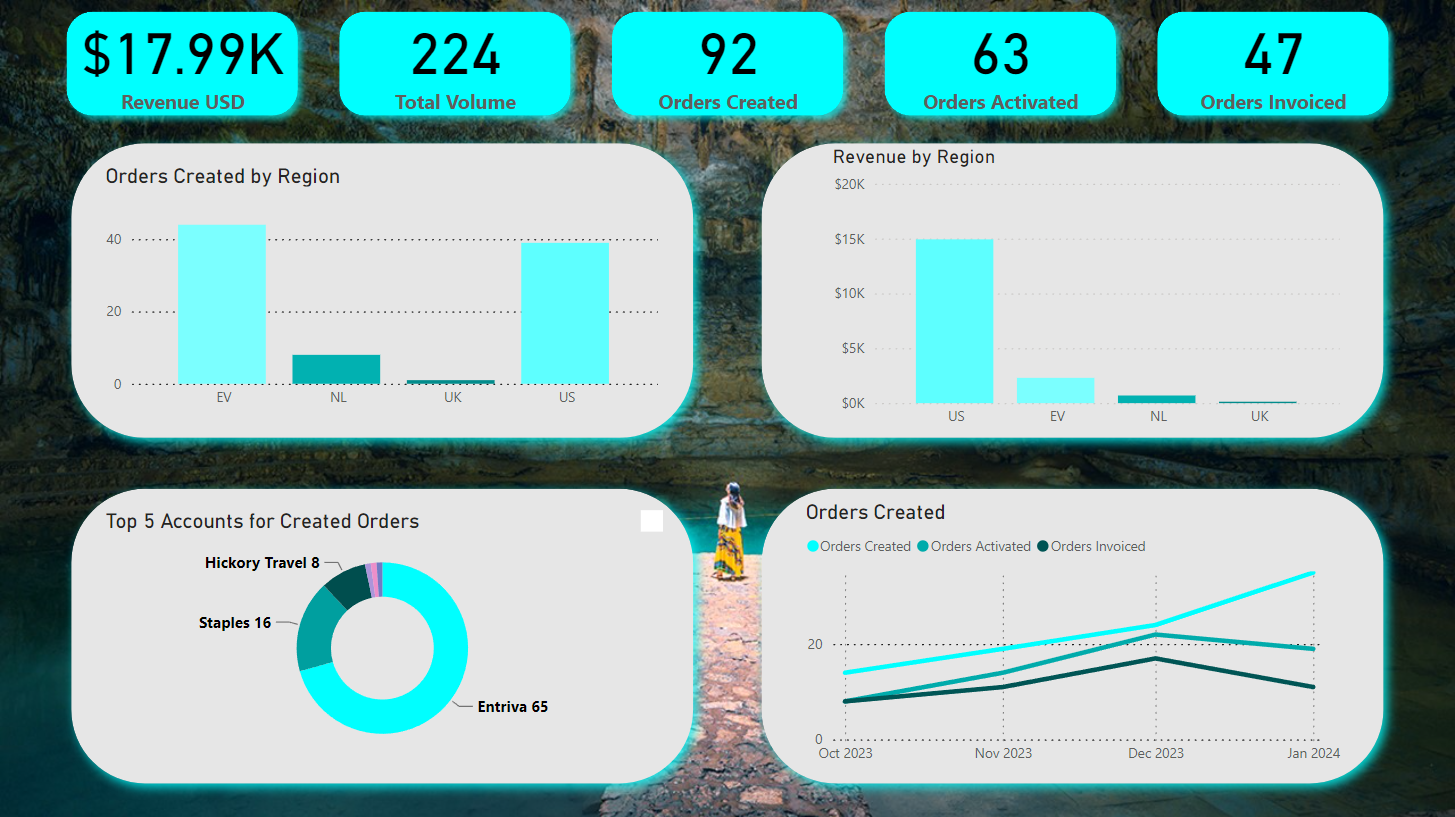 $17.99K
Revenue USD
224
Total Volume
92
Orders Created
63
Orders Activated
47
Orders Invoiced
Orders Created by Region
40
20
0
EV NL UK US
Revenue by Region
$20K
$15K
$10K
$5K
$0K
US EV NL UK
Top 5 Accounts for Created Orders
Hickory Travel 8
Staples 16
Entriva 65
Orders Created
Orders Created Orders Activated Orders Invoiced
20
0
Oct 2023 Nov 2023 Dec 2023 Jan 2024